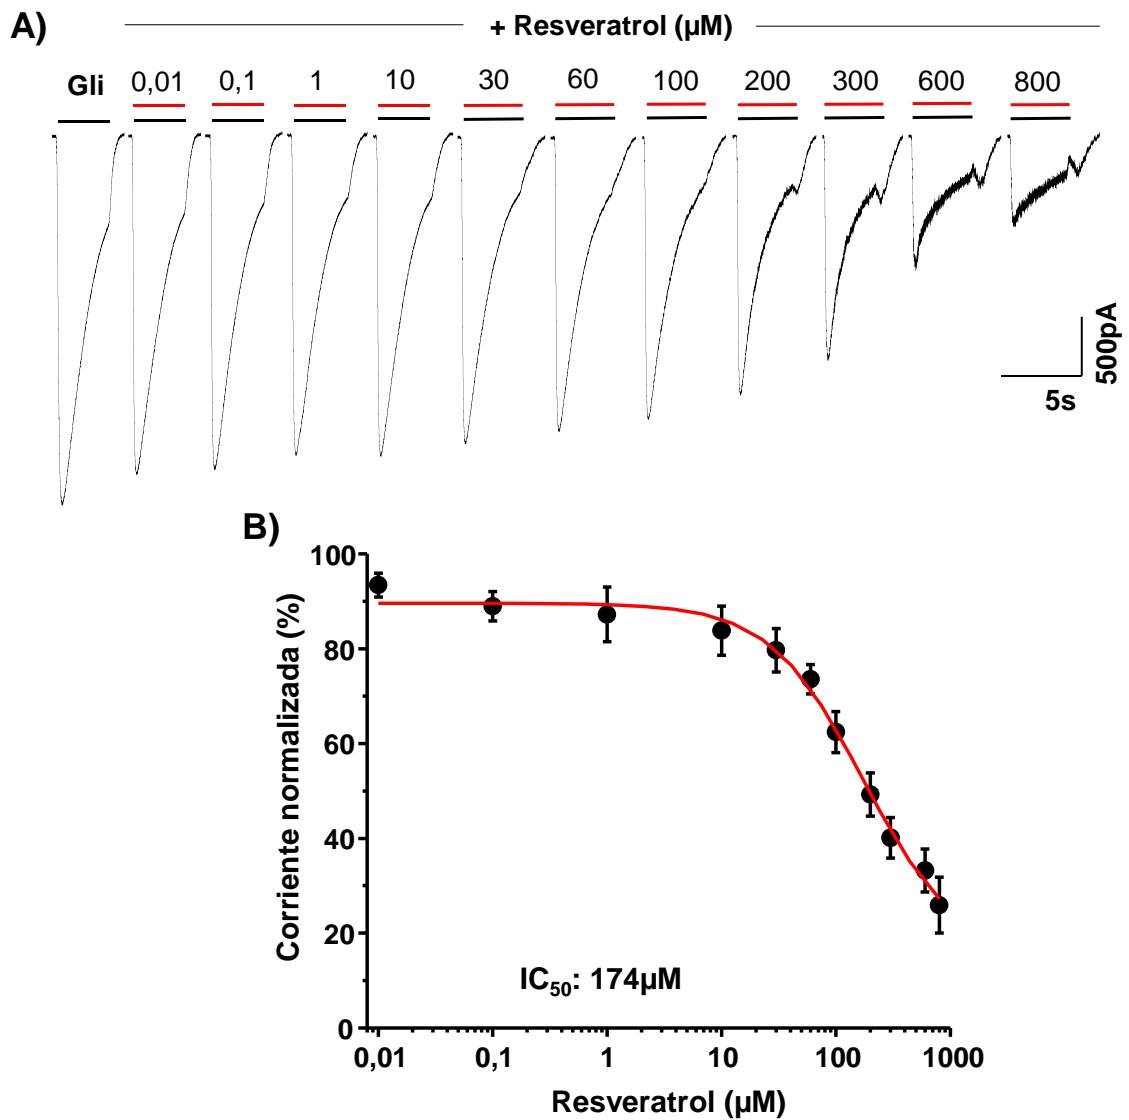 A)
+ Resveratrol (µM)
Gli 0,01 0,1 1 10 30 60 100 200 300 600 800
500pA
5s
B)
100
80
60
40
20
0
Corriente normalizada (%)
IC50: 174µM
0,01 0,1 1 10 100 1000
Resveratrol (µM)